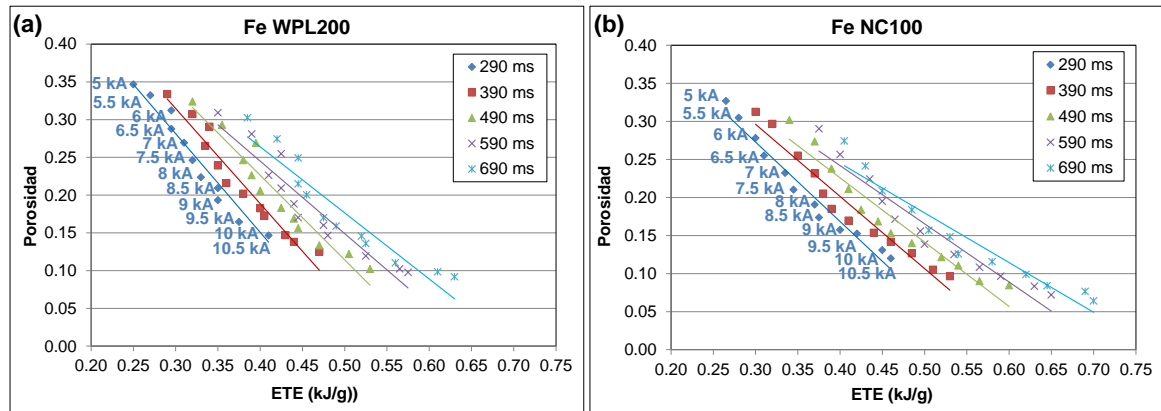 (a)
Fe WPL200
Porosidad
0.40
0.35
0.30
0.25
0.20
0.15
0.10
0.05
0.00
5 kA
5.5 kA
6 kA
6.5 kA
7 kA
7.5 kA
8 kA
8.5 kA
9 kA
9.5 kA
10 kA
10.5 kA
290 ms
390 ms
490 ms
590 ms
690 ms
0.20 0.25 0.30 0.35 0.40 0.45 0.50 0.55 0.60 0.65 0.70 0.75
ETE (kJ/g))
(b)
Fe NC100
Porosidad
0.40
0.35
0.30
0.25
0.20
0.15
0.10
0.05
0.00
5 kA
5.5 kA
6 kA
6.5 kA
7 kA
7.5 kA
8 kA
8.5 kA
9 kA
9.5 kA
10 kA
10.5 kA
290 ms
390 ms
490 ms
590 ms
690 ms
0.20 0.25 0.30 0.35 0.40 0.45 0.50 0.55 0.60 0.65 0.70 0.75
ETE (kJ/g)